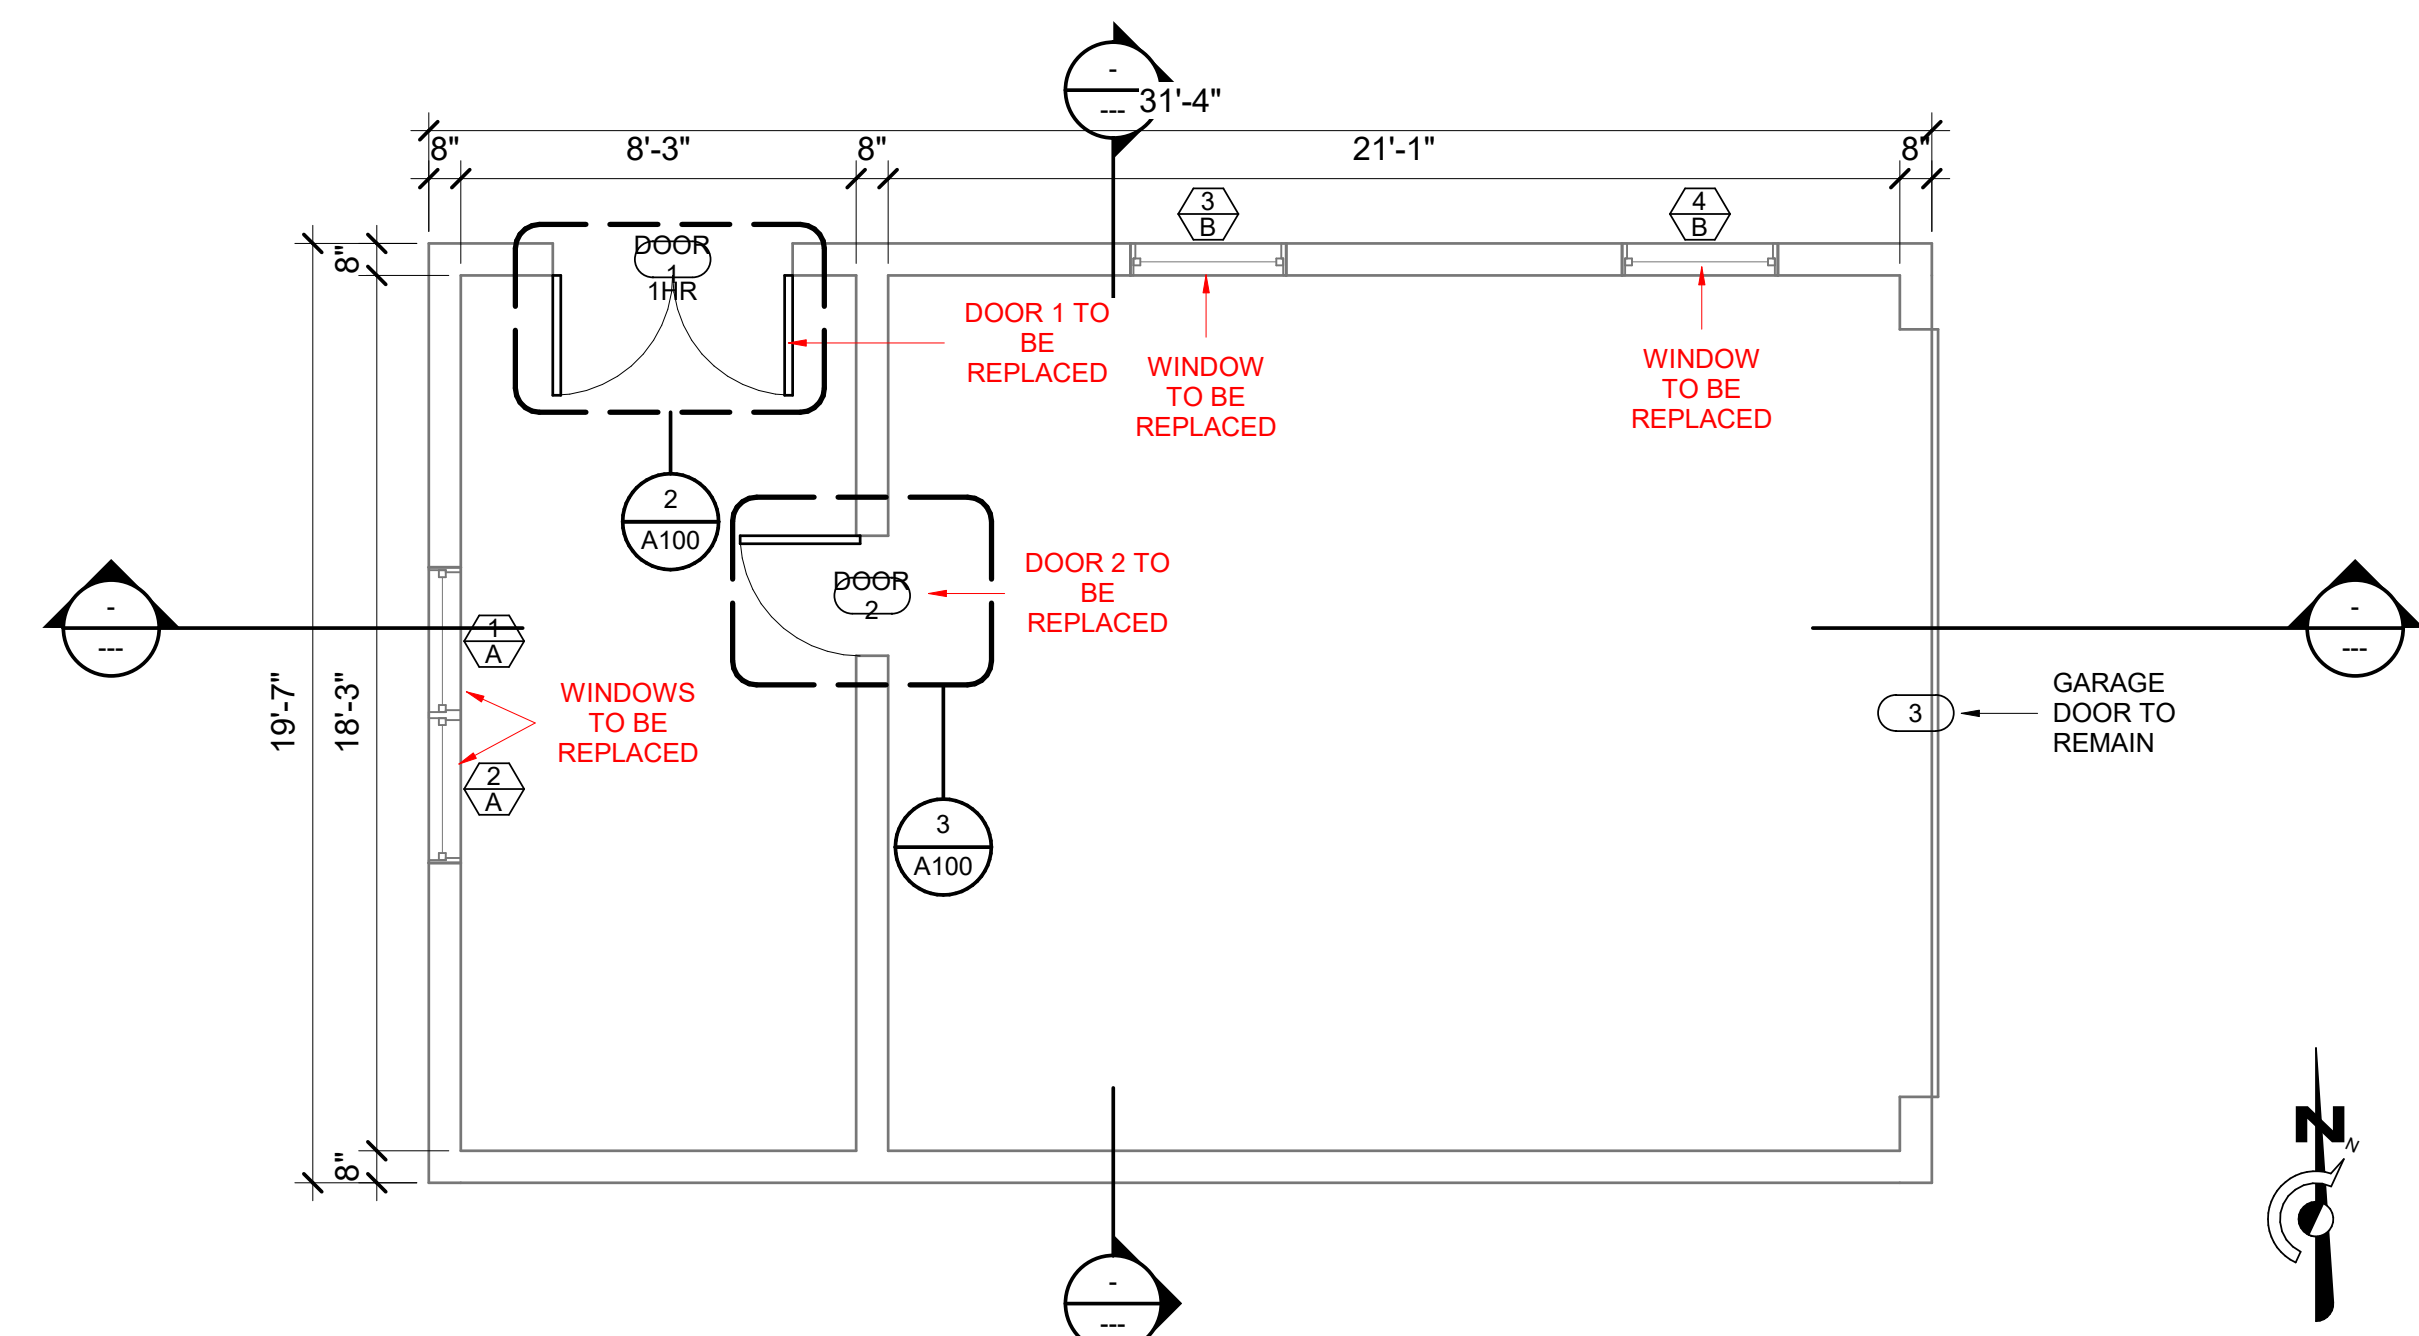 -
---
31'-4"
8"
8'-3"
8"
21'-1"
8"
3
B
4
B
8"
DOOR
1
1HR
DOOR 1 TO
BE
REPLACED
WINDOW
TO BE
REPLACED
WINDOW
TO BE
REPLACED
2
A100
DOOR 2 TO
BE
REPLACED
DOOR
2
-
---
1
A
-
---
19'-7"
18'-3"
WINDOWS
TO BE
REPLACED
2
A
3
GARAGE
DOOR TO
REMAIN
3
A100
8"
N
N
-
---